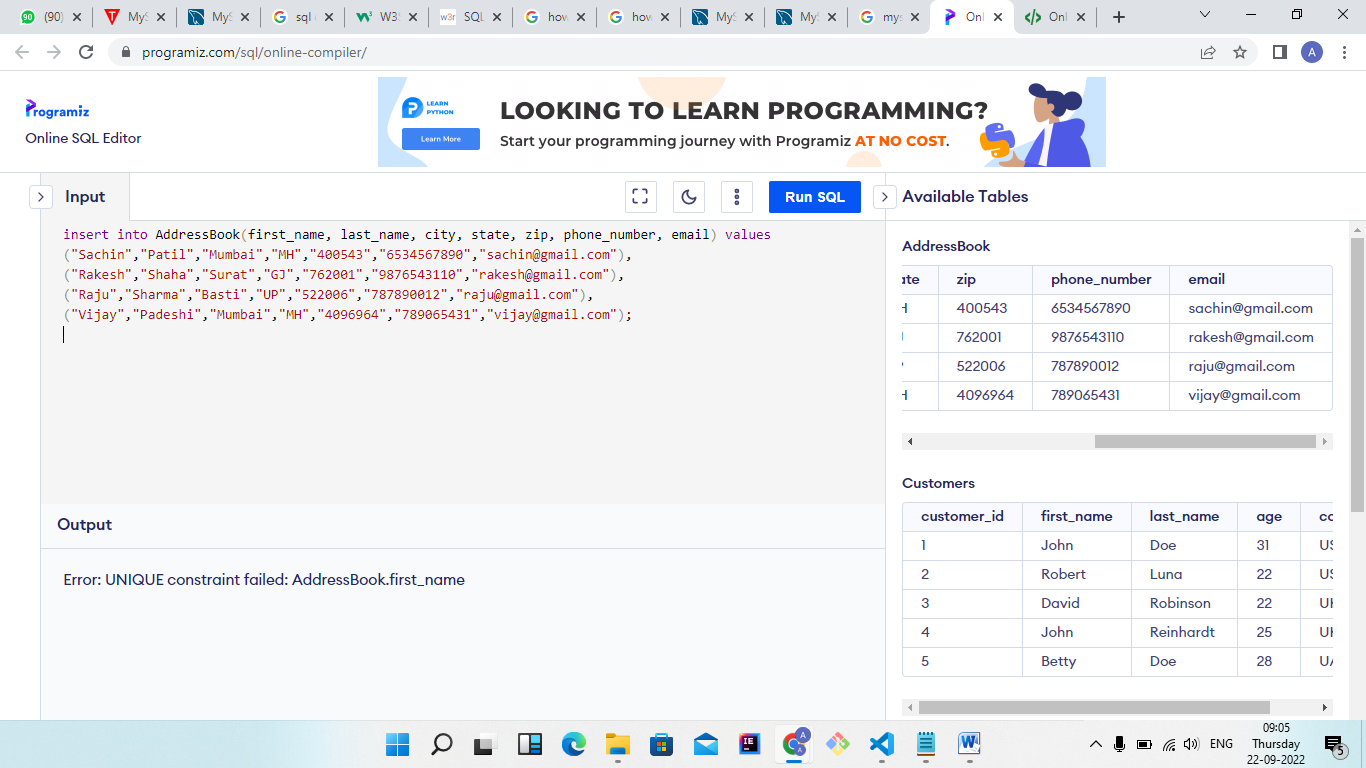 (90)
MyS
MyS
sql
W3
SQL
how
how
MyS
MyS
mys
Onl
Onl
programiz.com/sql/online-compiler/
A
Programiz
Online SQL Editor
LEARN
PYTHON
Learn More
LOOKING TO LEARN PROGRAMMING?
Start your programming journey with Programiz AT NO COST.
Input
Run SQL
Available Tables
insert into AddressBook(first_name, last_name, city, state, zip, phone_number, email) values
("Sachin","Patil","Mumbai","MH","400543","6534567890","sachin@gmail.com"),
("Rakesh","Shaha","Surat","GJ","762001","9876543110","rakesh@gmail.com"),
("Raju","Sharma","Basti","UP","522006","787890012","raju@gmail.com"),
("Vijay","Padeshi","Mumbai","MH","4096964","789065431","vijay@gmail.com");
AddressBook
ate zip phone_number email
H 400543 6534567890 sachin@gmail.com
J 762001 9876543110 rakesh@gmail.com
P 522006 787890012 raju@gmail.com
H 4096964 789065431 vijay@gmail.com
Customers
customer_id first_name last_name age co
1 John Doe 31 US
2 Robert Luna 22 US
3 David Robinson 22 UK
4 John Reinhardt 25 UK
5 Betty Doe 28 UA
Output
Error: UNIQUE constraint failed: AddressBook.first_name
ENG
09:05
Thursday
22-09-2022
5